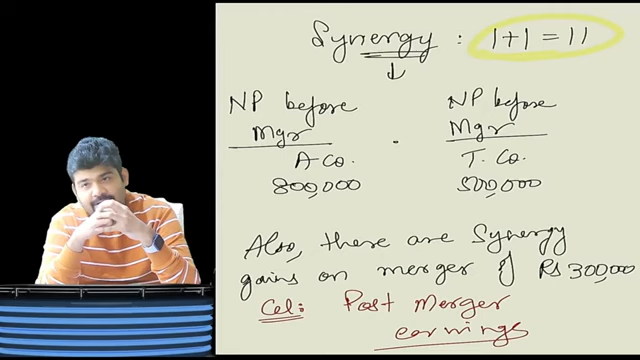 Synergy : 1+1 = 11
NP before NP before
Mgr Mgr
A Co. T. Co.
800,000 500,000
Also, there are Synergy
gains on merger of Rs 300,000
Cal: Post Merger
earnings